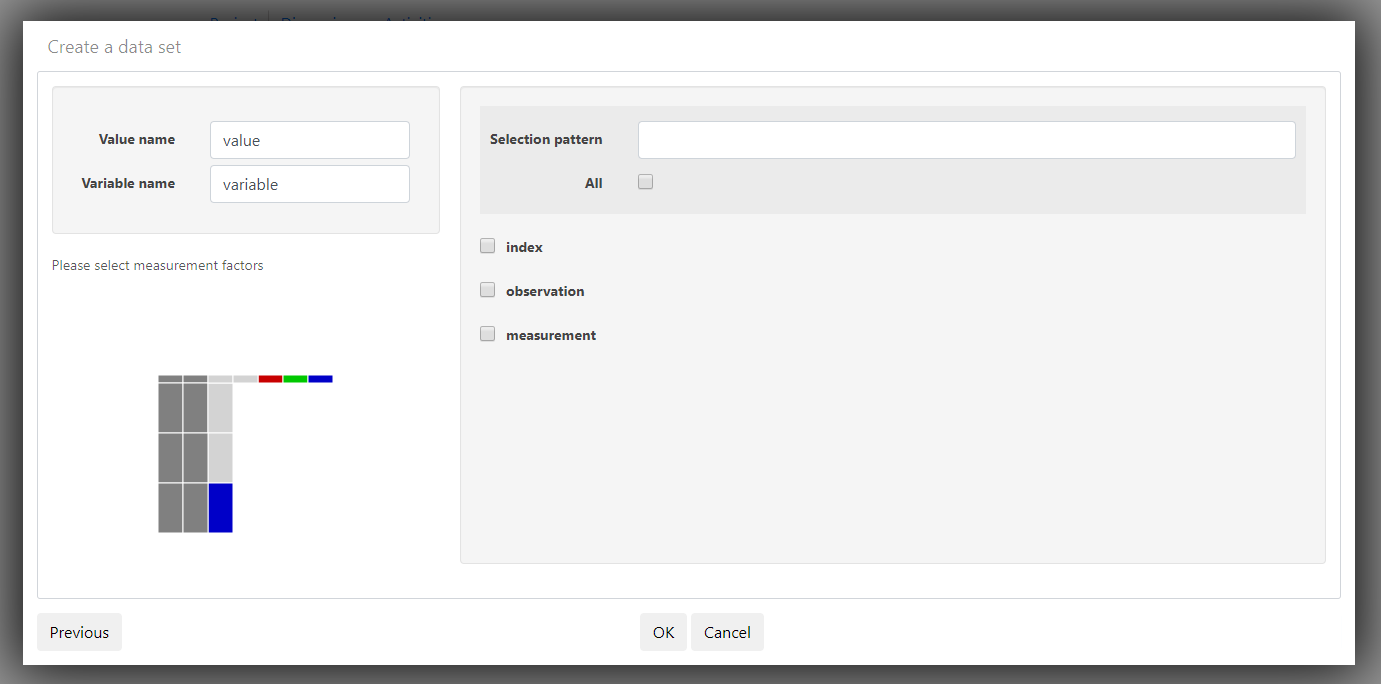 Create a data set
Value name
value
Variable name
variable
Please select measurement factors
Selection pattern
All
index
observation
measurement
Previous
OK
Cancel